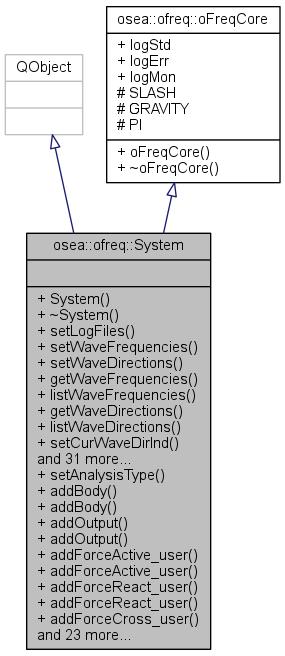 osea::ofreq::oFreqCore
+ logStd
+ logErr
+ logMon
# SLASH
# GRAVITY
# PI
+ oFreqCore()
+ ~oFreqCore()
QObject
osea::ofreq::System
+ System()
+ ~System()
+ setLogFiles()
+ setWaveFrequencies()
+ setWaveDirections()
+ getWaveFrequencies()
+ listWaveFrequencies()
+ getWaveDirections()
+ listWaveDirections()
+ setCurWaveDirInd()
and 31 more...
+ setAnalysisType()
+ addBody()
+ addBody()
+ addOutput()
+ addOutput()
+ addForceActive_user()
+ addForceActive_user()
+ addForceReact_user()
+ addForceReact_user()
+ addForceCross_user()
and 23 more...